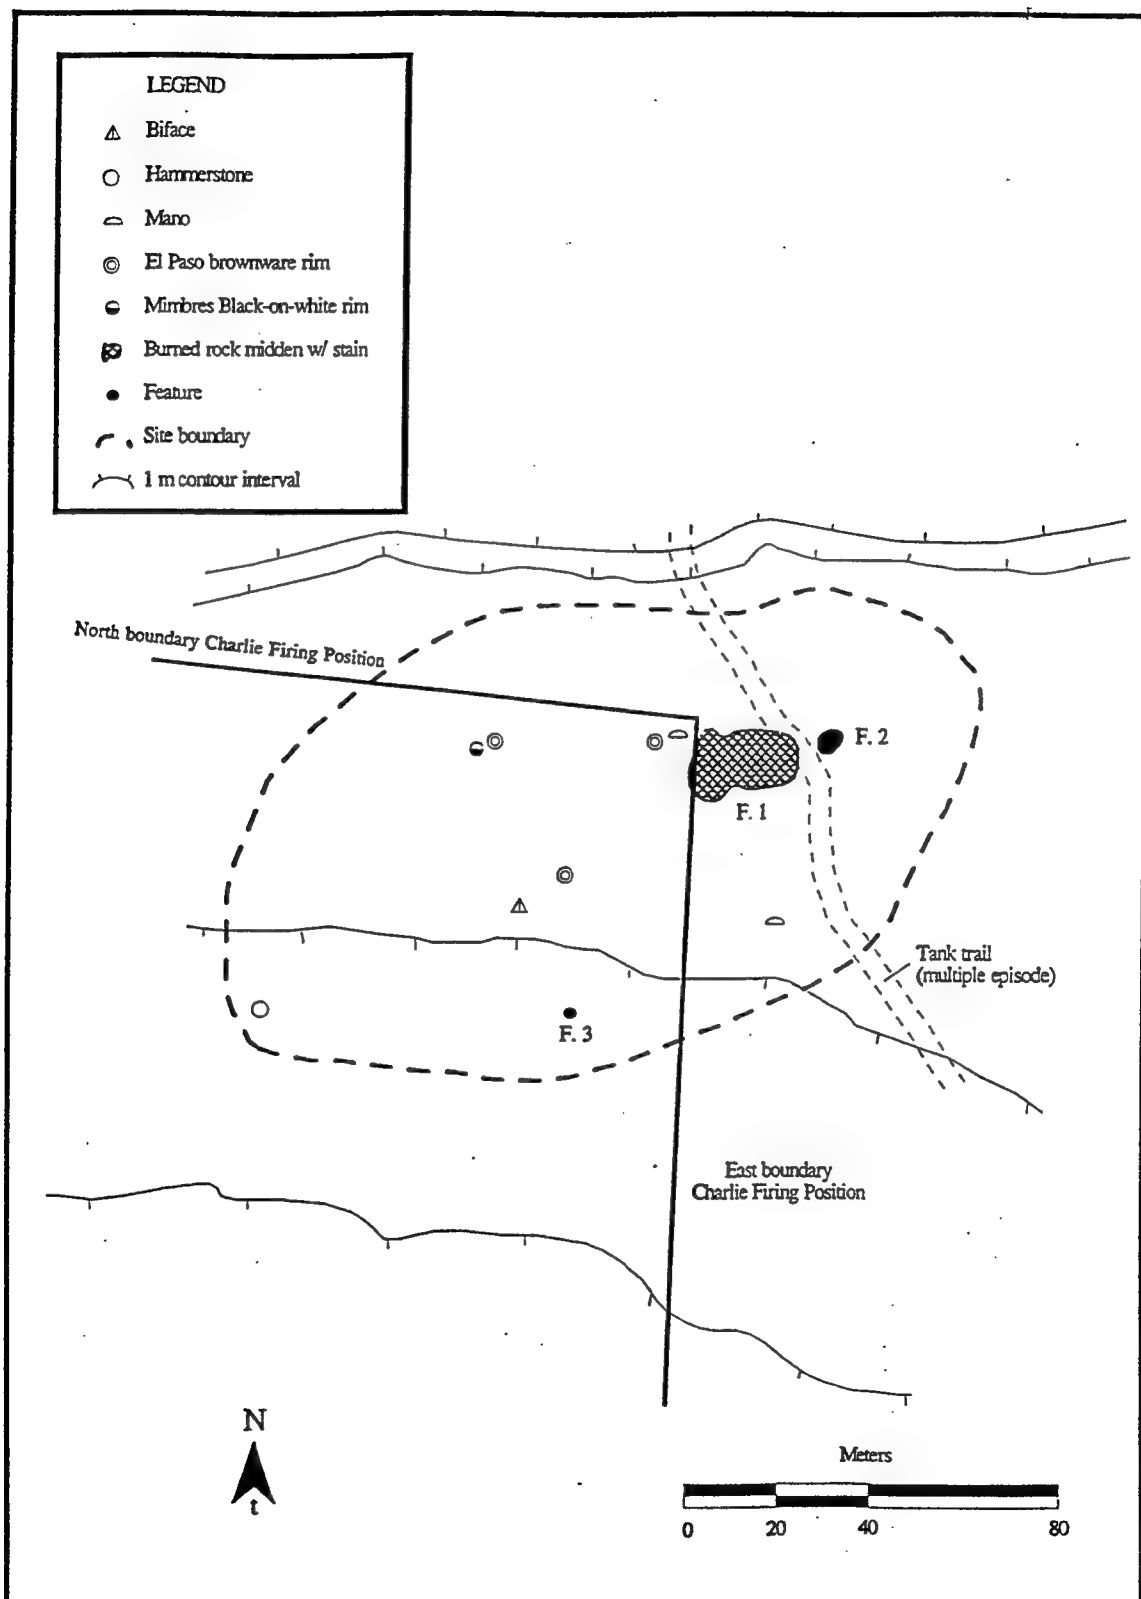 LEGEND
Biface
Hammerstone
Mano
El Paso brownware rim
Mimbres Black-on-white rim
Burned rock midden w/ stain
Feature
Site boundary
1 m contour interval
North boundary Charlie Firing Position
F. 2
F. 1
Tank trail
(multiple episode)
F. 3
East boundary
Charlie Firing Position
N
t
Meters
0 20 40 80